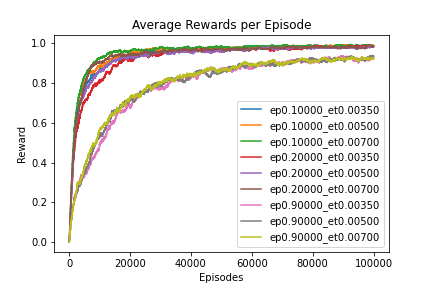 Average Rewards per Episode
Reward
1.0
0.8
0.6
0.4
0.2
0.0
ep0.10000_et0.00350
ep0.10000_et0.00500
ep0.10000_et0.00700
ep0.20000_et0.00350
ep0.20000_et0.00500
ep0.20000_et0.00700
ep0.90000_et0.00350
ep0.90000_et0.00500
ep0.90000_et0.00700
0 20000 40000 60000 80000 100000
Episodes